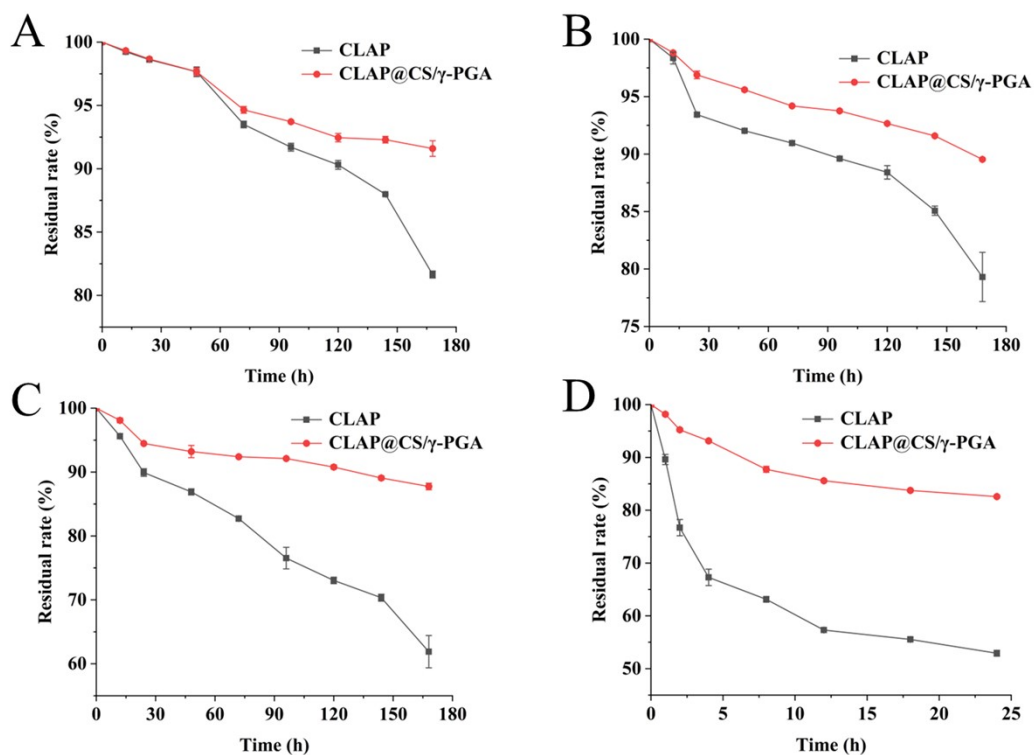 A
CLAP
CLAP@CS/γ-PGA
Residual rate (%)
100
95
90
85
80
0 30 60 90 120 150 180
Time (h)
B
CLAP
CLAP@CS/γ-PGA
Residual rate (%)
100
95
90
85
80
75
0 30 60 90 120 150 180
Time (h)
C
CLAP
CLAP@CS/γ-PGA
Residual rate (%)
100
90
80
70
60
0 30 60 90 120 150 180
Time (h)
D
CLAP
CLAP@CS/γ-PGA
Residual rate (%)
100
90
80
70
60
50
0 5 10 15 20 25
Time (h)